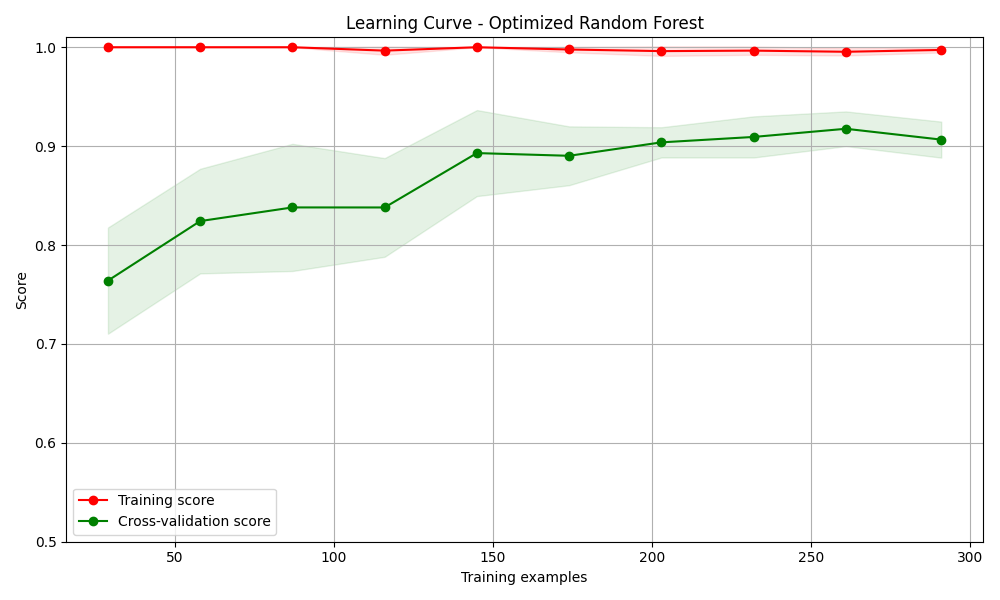 Learning Curve - Optimized Random Forest
1.0
0.9
0.8
0.7
0.6
0.5
Score
Training score
Cross-validation score
50
100
150
200
250
300
Training examples